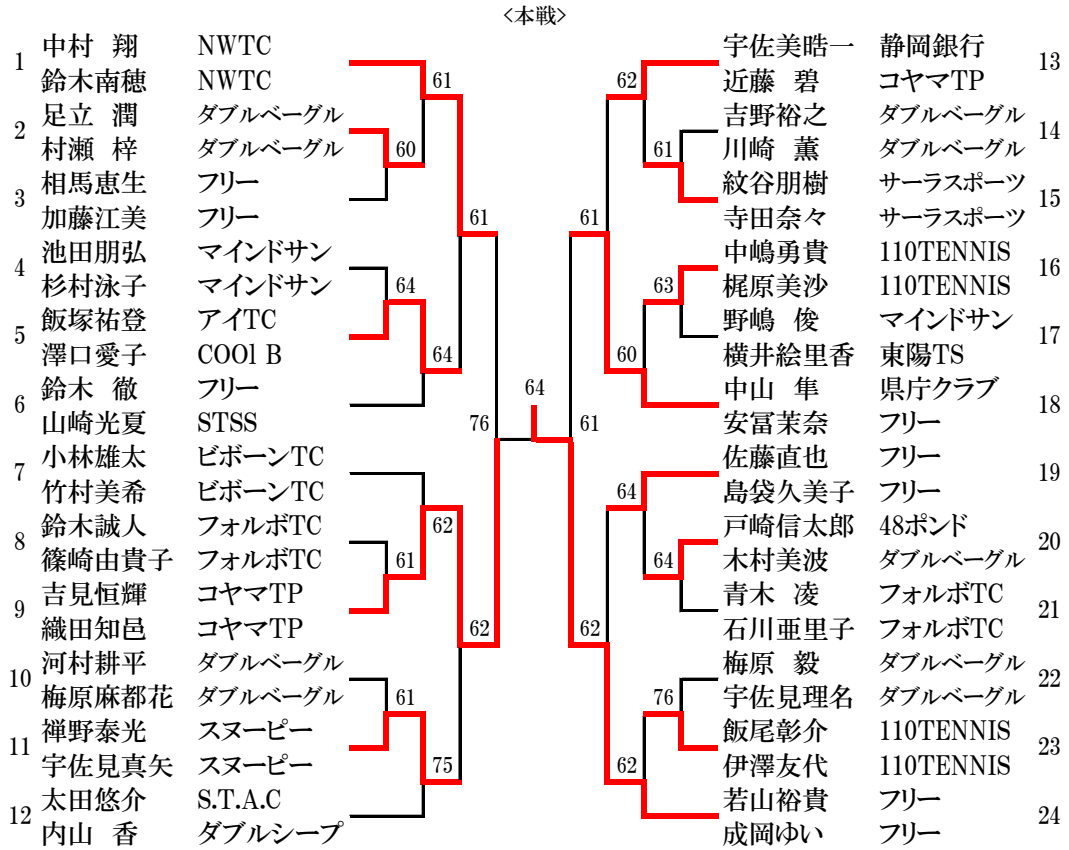 <本戦>
1 中村 翔 NWTC
鈴木南穂 NWTC
2 足立 潤 ダブルベーグル
村瀬 梓 ダブルベーグル
3 相馬恵生 フリー
加藤江美 フリー
4 池田朋弘 マインドサン
杉村泳子 マインドサン
5 飯塚祐登 アイTC
澤口愛子 COOl B
6 鈴木 徹 フリー
山崎光夏 STSS
7 小林雄太 ビボーンTC
竹村美希 ビボーンTC
8 鈴木誠人 フォルボTC
篠崎由貴子 フォルボTC
9 吉見恒輝 コヤマTP
織田知邑 コヤマTP
10 河村耕平 ダブルベーグル
梅原麻都花 ダブルベーグル
11 禅野泰光 スヌーピー
宇佐見真矢 スヌーピー
12 太田悠介 S.T.A.C
内山 香 ダブルシープ
61
60
61
64
64
76
62
61
62
61
75
64
62
61
61
63
60
61
64
64
62
76
62
宇佐美晧一 静岡銀行 13
近藤 碧 コヤマTP
吉野裕之 ダブルベーグル 14
川崎 薫 ダブルベーグル
紋谷朋樹 サーラスポーツ 15
寺田奈々 サーラスポーツ
中嶋勇貴 110TENNIS 16
梶原美沙 110TENNIS
野嶋 俊 マインドサン 17
横井絵里香 東陽TS
中山 隼 県庁クラブ 18
安冨茉奈 フリー
佐藤直也 フリー 19
島袋久美子 フリー
戸崎信太郎 48ポンド 20
木村美波 ダブルベーグル
青木 凌 フォルボTC 21
石川亜里子 フォルボTC
梅原 毅 ダブルベーグル 22
宇佐見理名 ダブルベーグル
飯尾彰介 110TENNIS 23
伊澤友代 110TENNIS
若山裕貴 フリー 24
成岡ゆい フリー